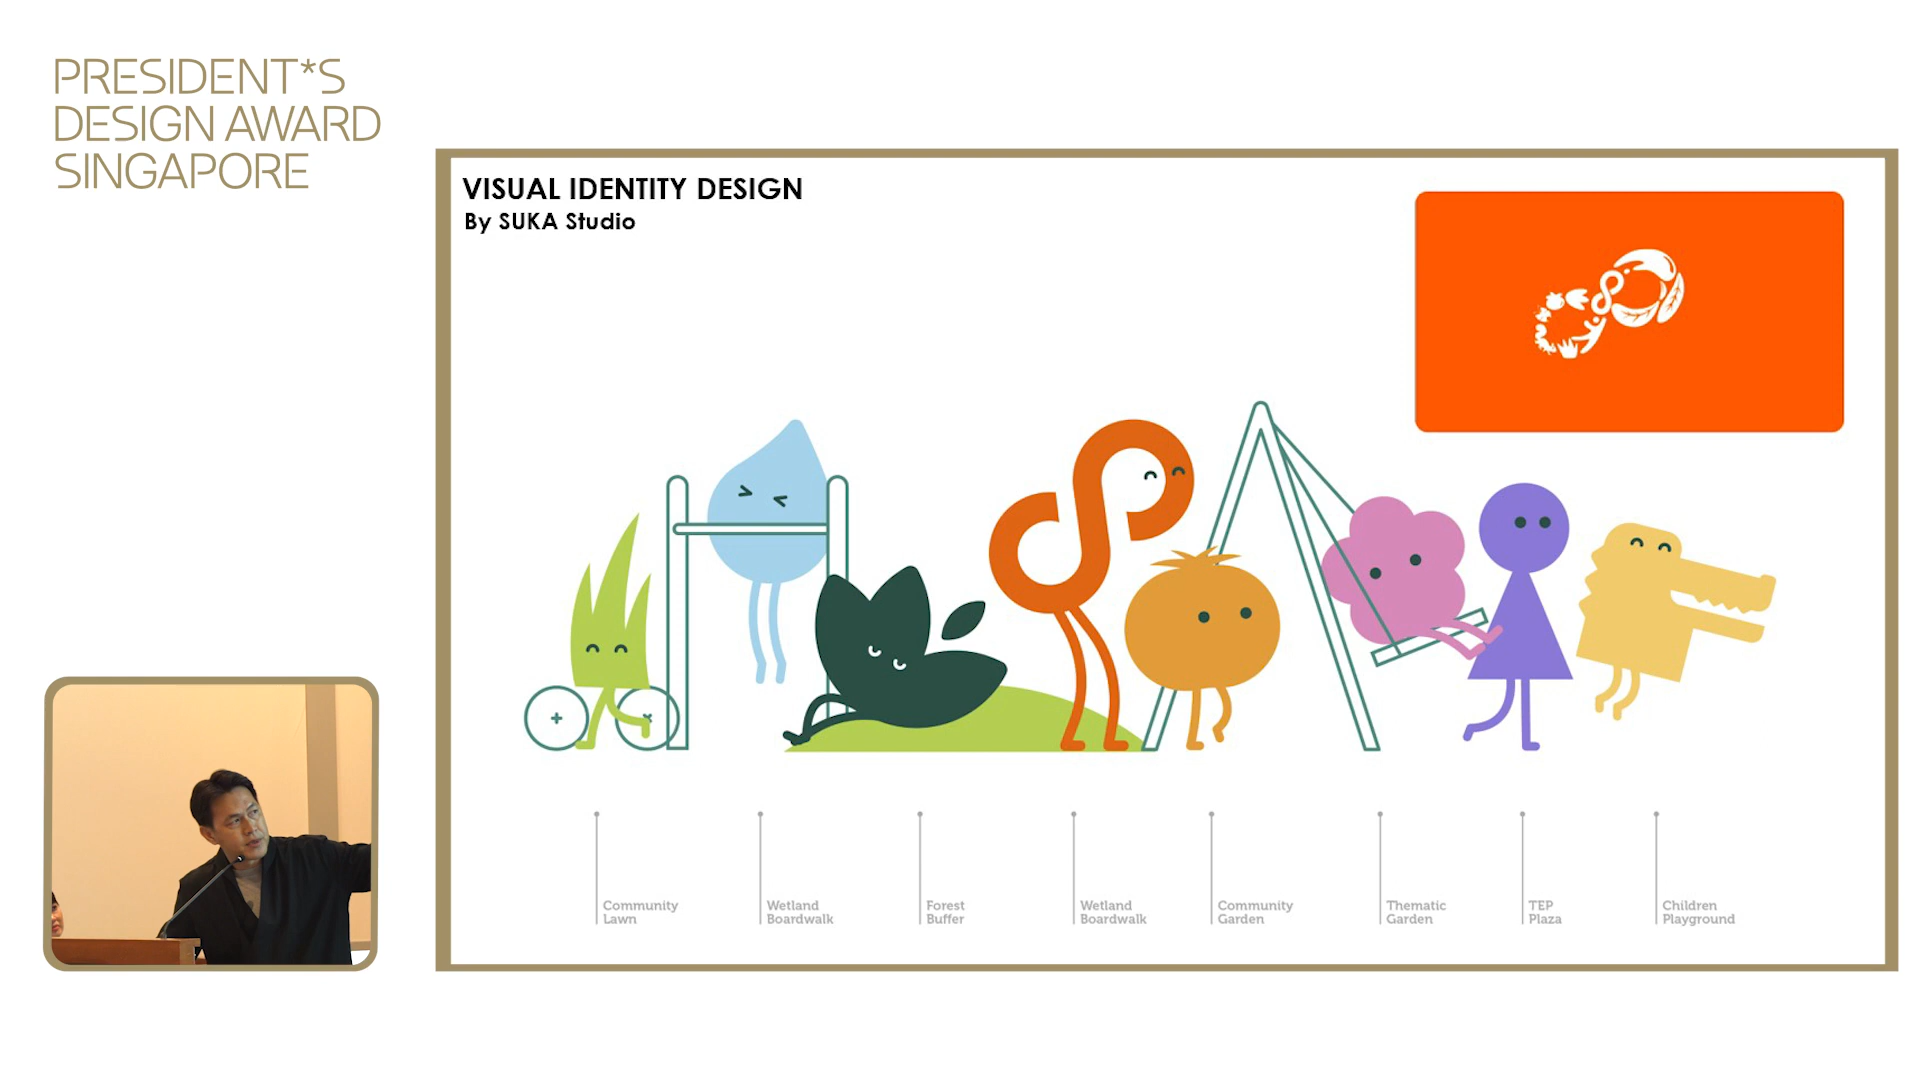 PRESIDENT*S
DESIGN AWARD
SINGAPORE
VISUAL IDENTITY DESIGN
By SUKA Studio
Community
Lawn
Wetland
Boardwalk
Forest
Buffer
Wetland
Boardwalk
Community
Garden
Thematic
Garden
TEP
Plaza
Children
Playground